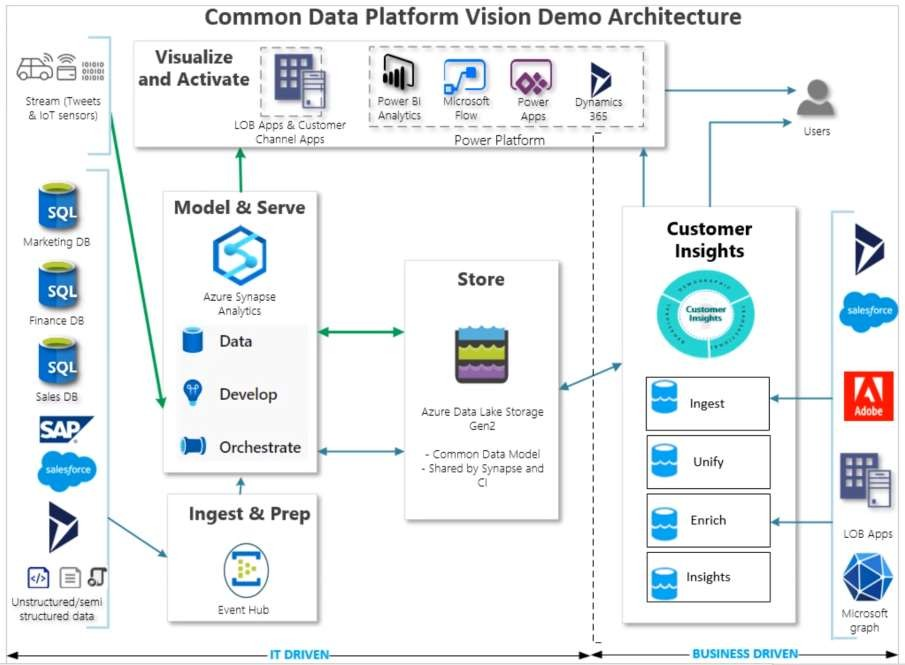 Common Data Platform Vision Demo Architecture
Stream (Tweets
& IoT sensors)
Visualize
and Activate
LOB Apps & Customer
Channel Apps
Power BI
Analytics
Microsoft
Flow
Power
Apps
Dynamics
365
Power Platform
Users
SQL
Marketing DB
SQL
Finance DB
SQL
Sales DB
SAP
salesforce
Unstructured/semi
structured data
Model & Serve
Azure Synapse
Analytics
Data
Develop
Orchestrate
Ingest & Prep
Event Hub
Store
Azure Data Lake Storage
Gen2
- Common Data Model
- Shared by Synapse and
CI
Customer
Insights
DEMOGRAPHIC
BEHAVIORAL
TRANSACTIONAL
Customer
Insights
Ingest
Unify
Enrich
Insights
salesforce
Adobe
LOB Apps
Microsoft
graph
IT DRIVEN
BUSINESS DRIVEN